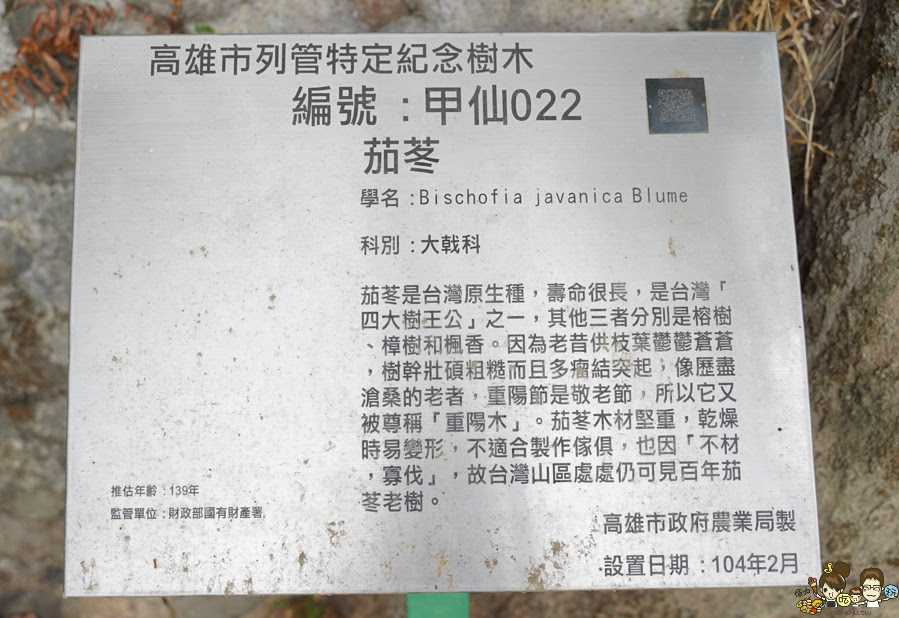 高雄市列管特定紀念樹木
編號：甲仙022
茄苳
學名：Bischofia javanica Blume
科別：大戟科
茄苳是台灣原生種，壽命很長，是台灣「
四大樹王公」之一，其他三者分別是榕樹
、樟樹和楓香。因為老昔供枝葉鬱鬱蒼蒼
，樹幹壯碩粗糙而且多瘤結突起，像歷盡
滄桑的老者，重陽節是敬老節，所以它又
被尊稱「重陽木」。茄苳木材堅重，乾燥
時易變形，不適合製作傢俱，也因「不材
，寡伐」，故台灣山區處處仍可見百年茄
苳老樹。
推估年齡：139年
監管單位：財政部國有財產署
高雄市政府農業局製
設置日期：104年2月